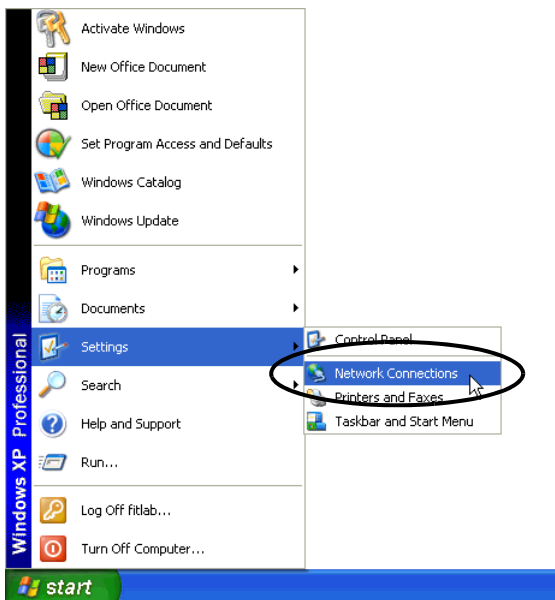 Activate Windows
New Office Document
Open Office Document
Set Program Access and Defaults
Windows Catalog
Windows Update
Programs
Documents
Settings
Search
Help and Support
Run...
Log Off fitlab...
Turn Off Computer...
Control Panel
Network Connections
Printers and Faxes
Taskbar and Start Menu
Windows XP Professional
start